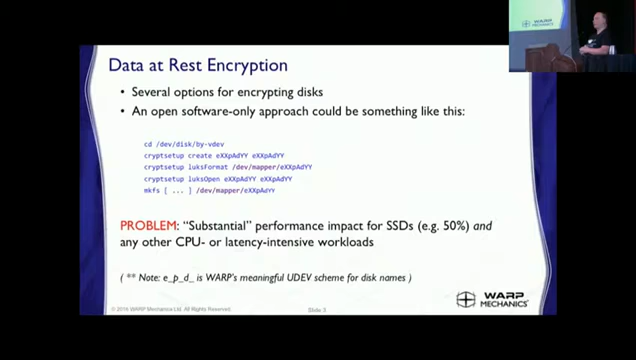 Data at Rest Encryption
• Several options for encrypting disks
• An open software-only approach could be something like this:
cd /dev/disk/by-vdev
cryptsetup create eXXpAdYY eXXpAdYY
cryptsetup luksFormat /dev/mapper/eXXpAdYY
cryptsetup luksOpen eXXpAdYY eXXpAdYY
mkfs [ ... ] /dev/mapper/eXXpAdYY
PROBLEM: “Substantial” performance impact for SSDs (e.g. 50%) and
any other CPU- or latency-intensive workloads
( ** Note: e_p_d_ is WARP's meaningful UDEV scheme for disk names )
WARP
MECHANICS
© 2016 WARP Mechanics Ltd. All Rights Reserved.
Slide 3
WARP
MECHANICS